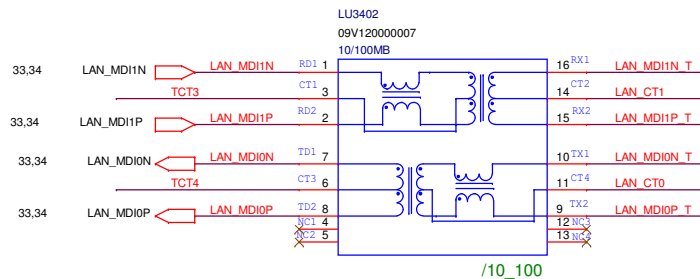 LU3402
09V120000007
10/100MB
33,34 LAN_MDI1N LAN_MDI1N RD1 1 16 RX1 LAN_MDI1N_T
TCT3 CT1 3 14 CT2 LAN_CT1
33,34 LAN_MDI1P LAN_MDI1P RD2 2 15 RX2 LAN_MDI1P_T
33,34 LAN_MDI0N LAN_MDI0N TD1 7 10 TX1 LAN_MDI0N_T
TCT4 CT3 6 11 CT4 LAN_CT0
33,34 LAN_MDI0P LAN_MDI0P TD2 8 9 TX2 LAN_MDI0P_T
NC1 4 12 NC3
NC2 5 13
/10_100